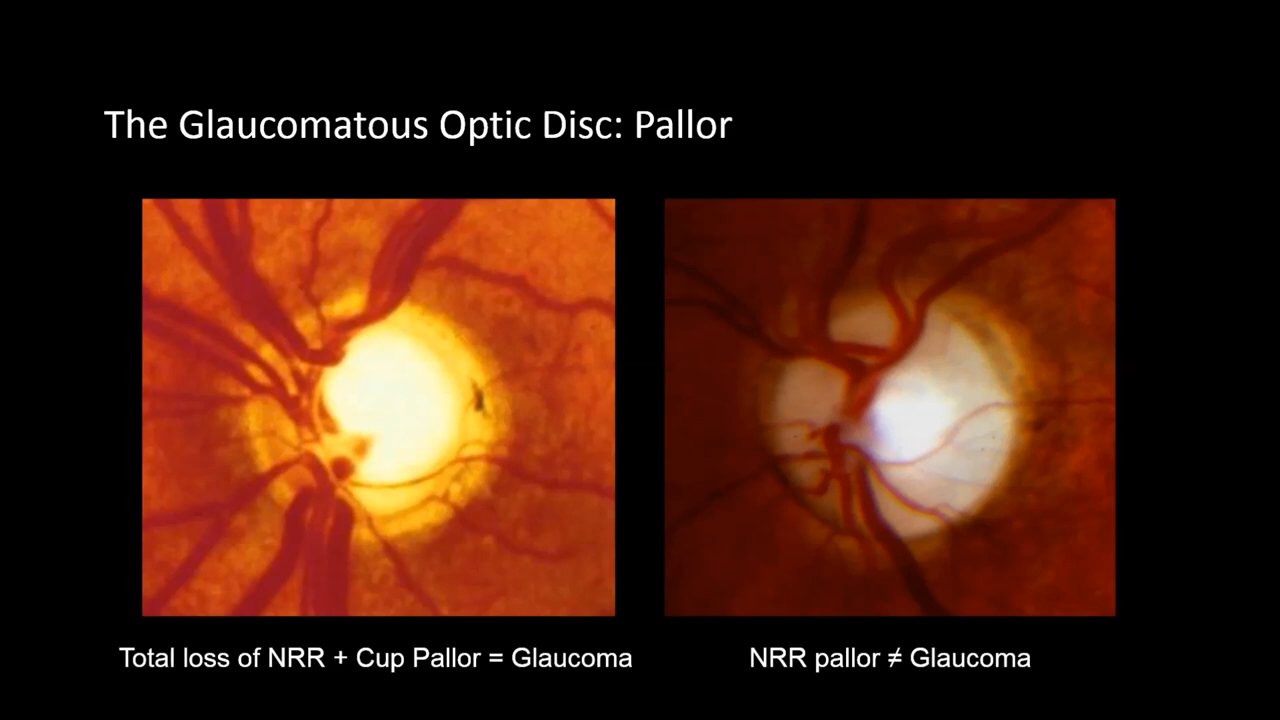 The Glaucomatous Optic Disc: Pallor
Total loss of NRR + Cup Pallor = Glaucoma
NRR pallor ≠ Glaucoma